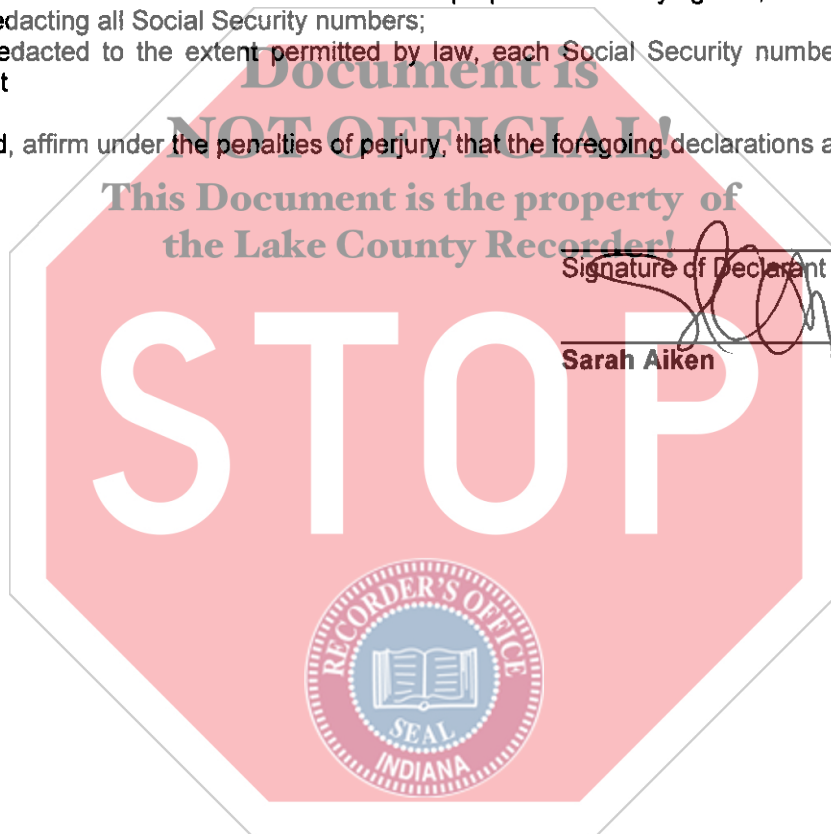 edacting all Social Security numbers;
edacted to the extent permitted by law, each Social Security numbe
t
Document is
NOT OFFICIAL!
d, affirm under the penalties of perjury, that the foregoing declarations a
This Document is the property of
the Lake County Recorder!
Signature of Declarant
Sarah Aiken
STOP
RECORDER'S OFFICE
SEAL
INDIANA